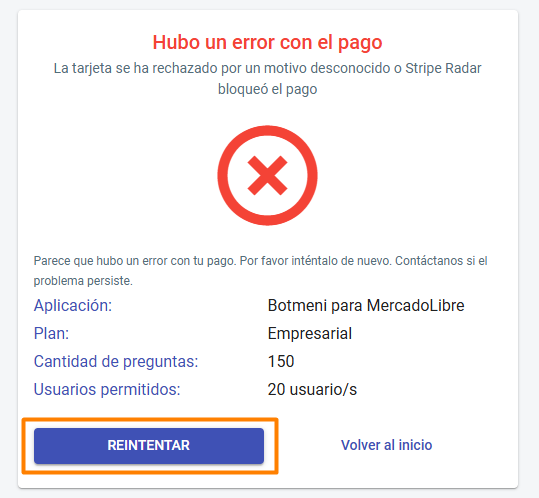 Hubo un error con el pago
La tarjeta se ha rechazado por un motivo desconocido o Stripe Radar
bloqueó el pago
Parece que hubo un error con tu pago. Por favor inténtalo de nuevo. Contáctanos si el
problema persiste.
Aplicación: Botmeni para MercadoLibre
Plan: Empresarial
Cantidad de preguntas: 150
Usuarios permitidos: 20 usuario/s
REINTENTAR Volver al inicio